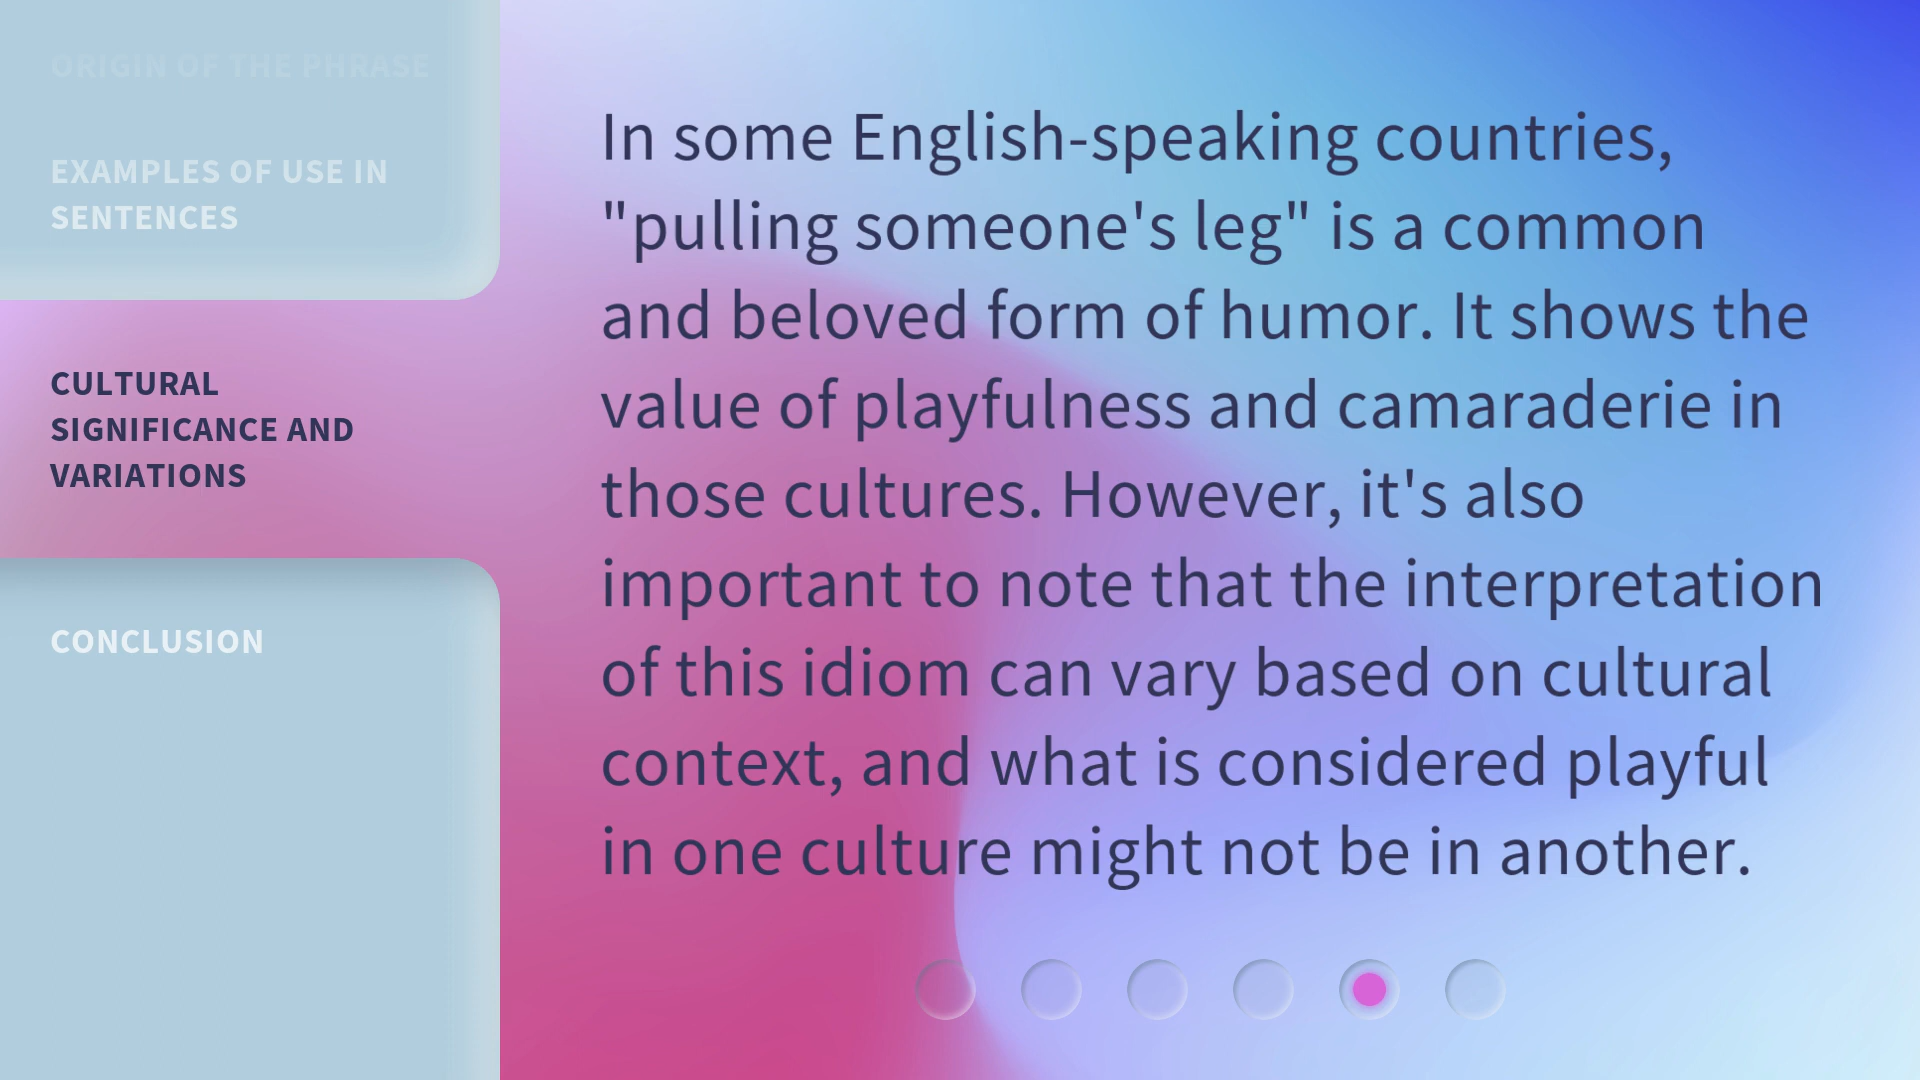 ORIGIN OF THE PHRASE
EXAMPLES OF USE IN
SENTENCES
CULTURAL
SIGNIFICANCE AND
VARIATIONS
CONCLUSION
In some English-speaking countries,
"pulling someone's leg" is a common
and beloved form of humor. It shows the
value of playfulness and camaraderie in
those cultures. However, it's also
important to note that the interpretation
of this idiom can vary based on cultural
context, and what is considered playful
in one culture might not be in another.